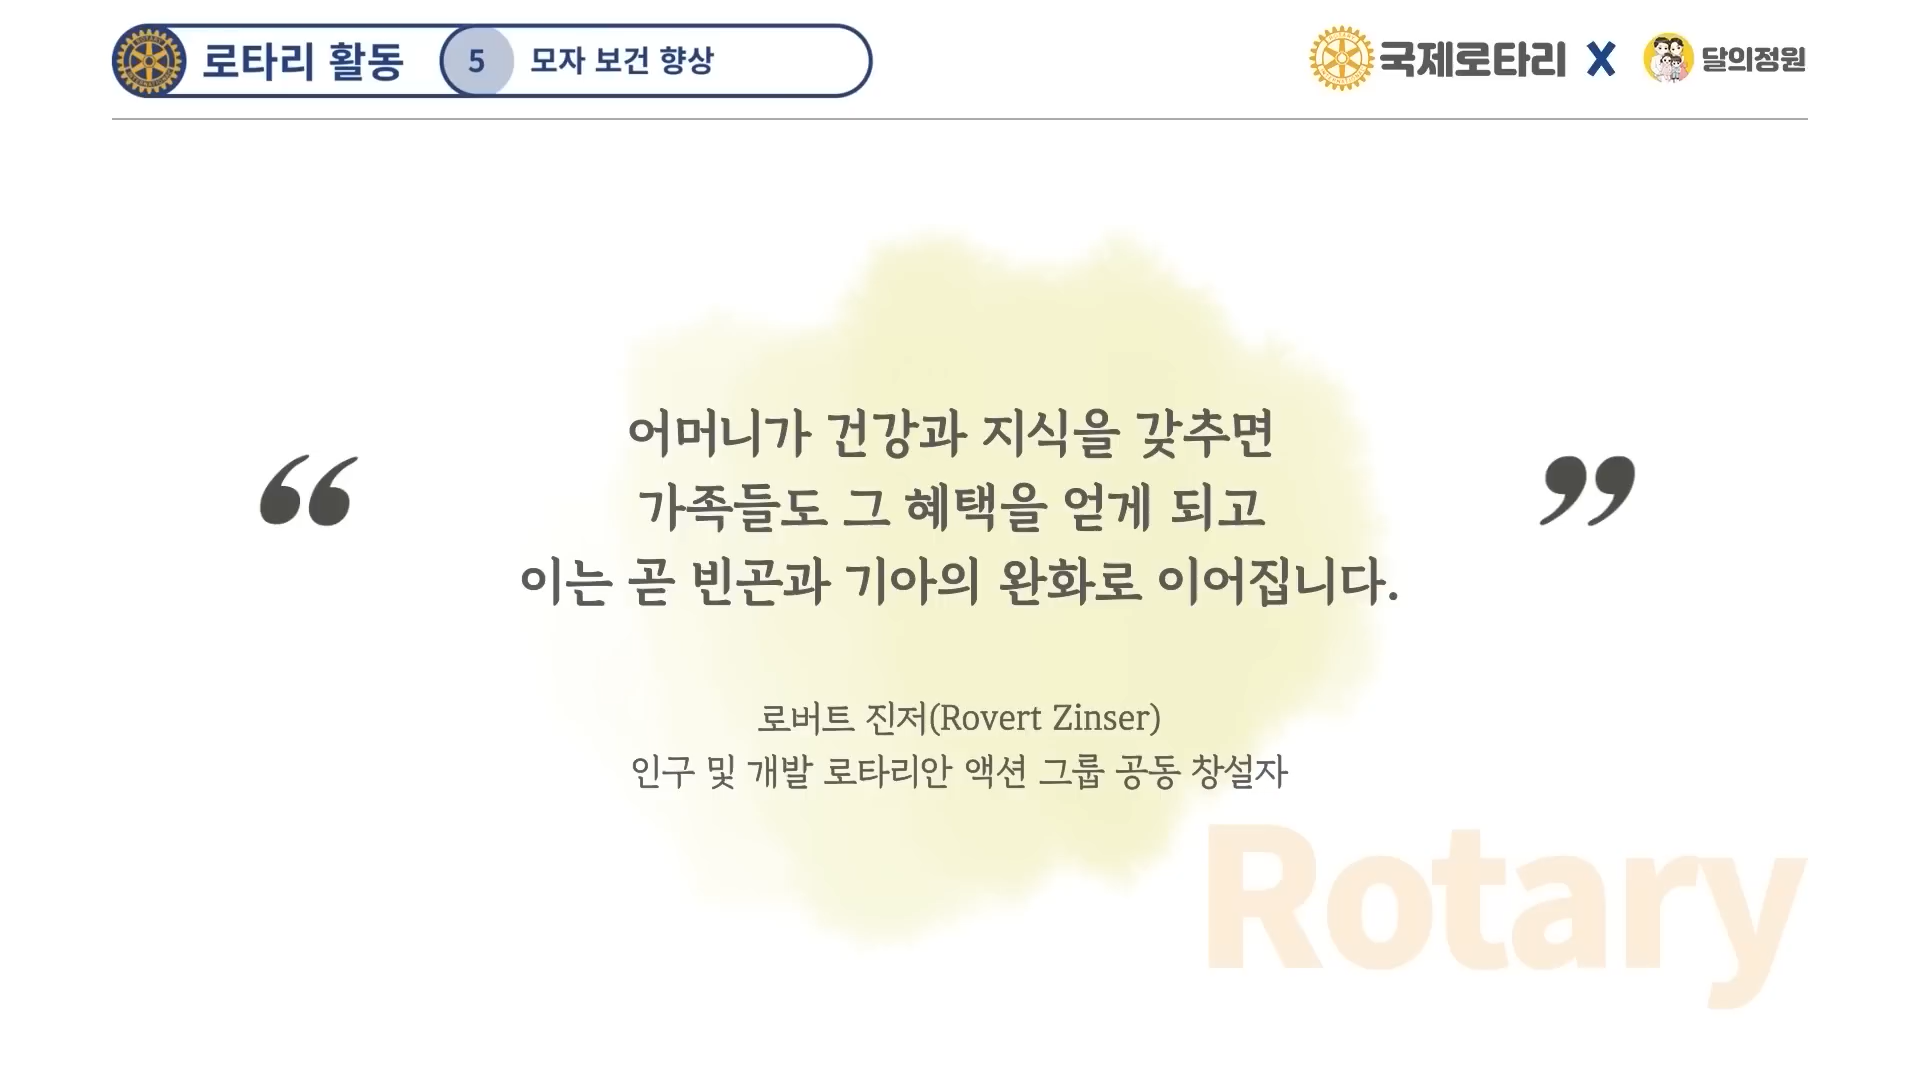 로타리 활동 5 모자 보건 향상
국제로타리 X 달의정원
“ 어머니가 건강과 지식을 갖추면
가족들도 그 혜택을 얻게 되고
이는 곧 빈곤과 기아의 완화로 이어집니다. ”
로버트 진저(Rovert Zinser)
인구 및 개발 로타리안 액션 그룹 공동 창설자
Rotary